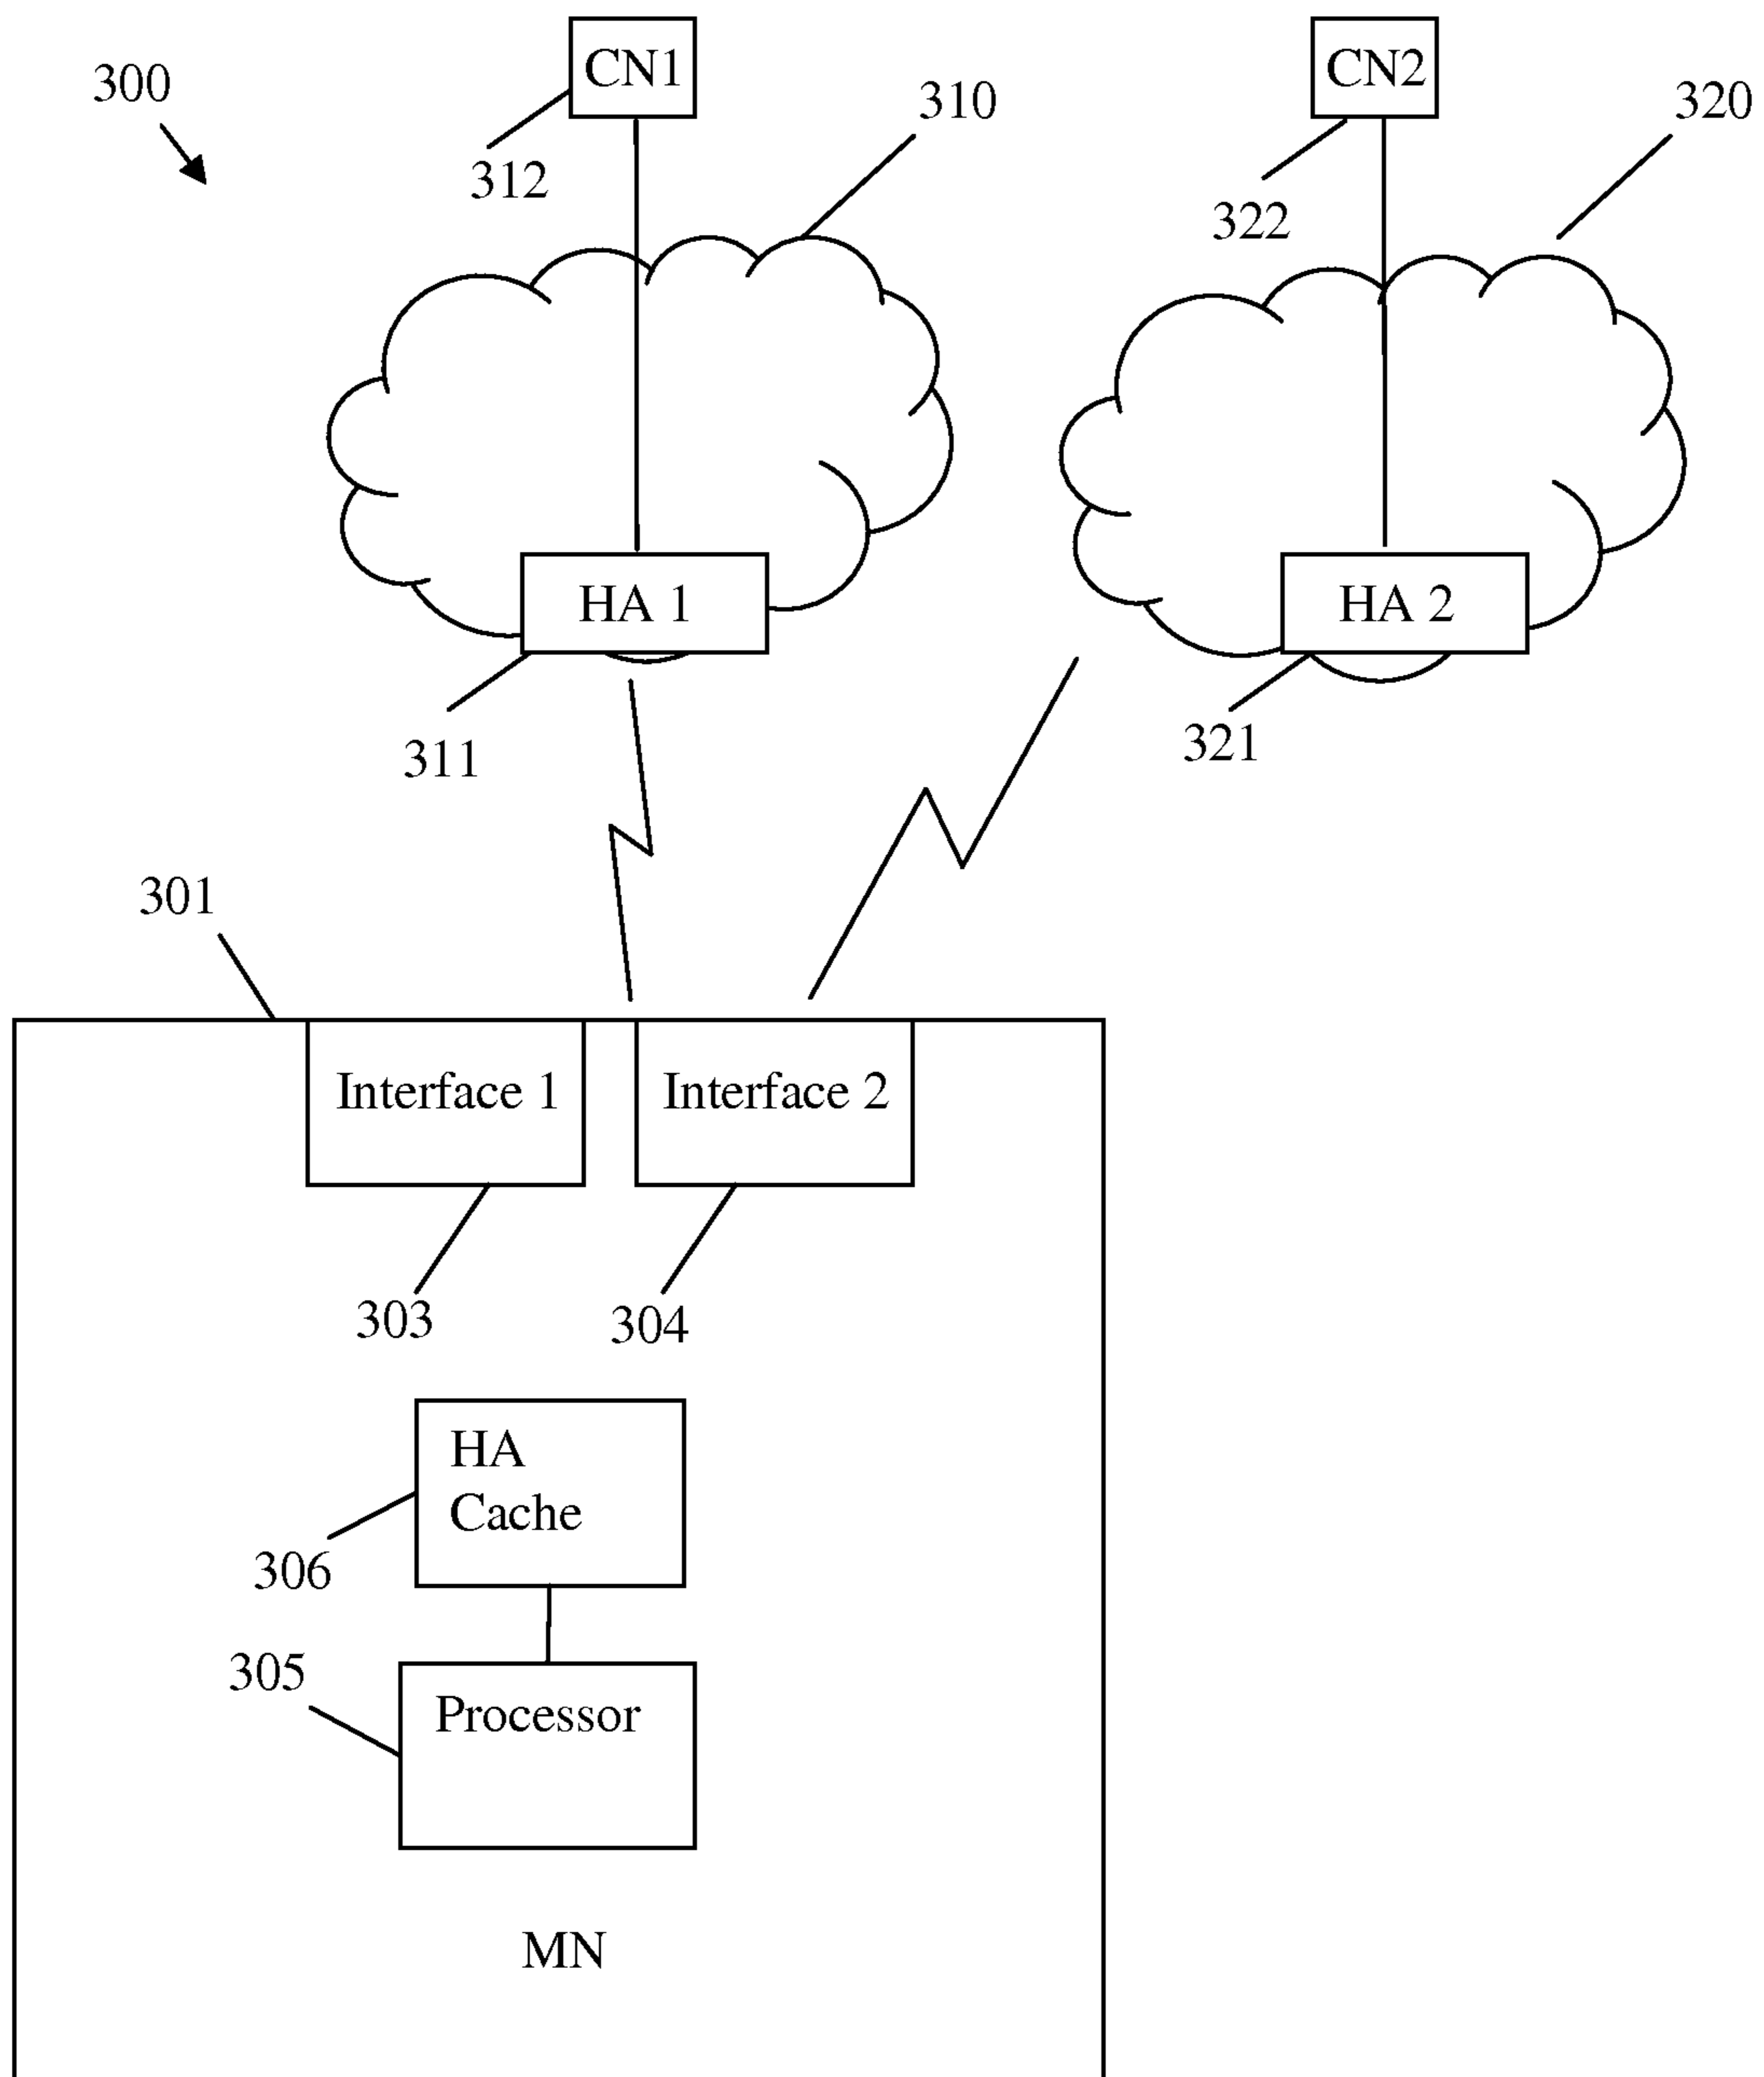 CN1
CN2
300
310
320
312
322
HA 1
HA 2
311
321
301
Interface 1
Interface 2
303
304
HA
Cache
306
305
Processor
MN